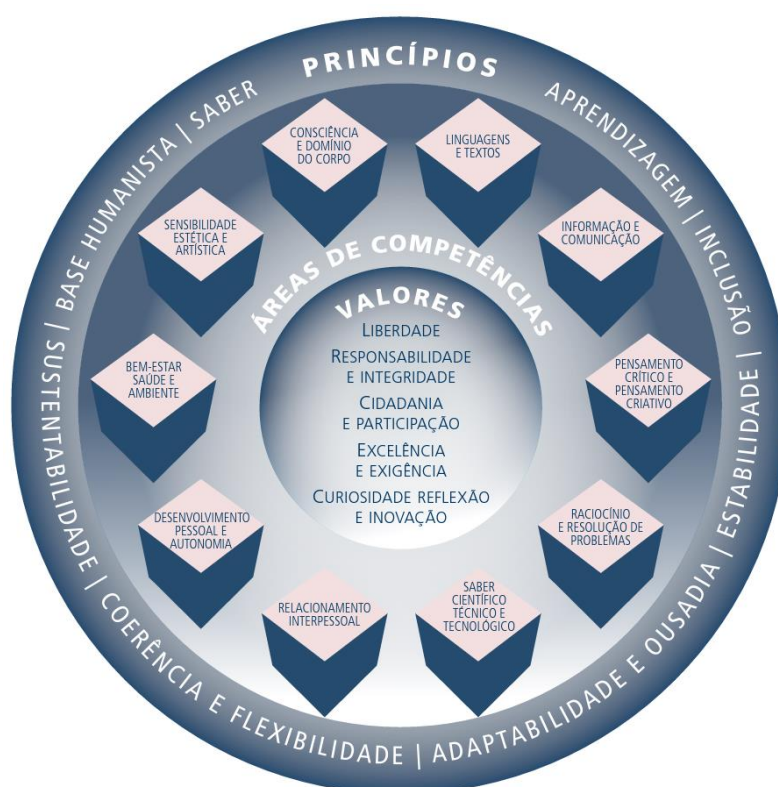 PRINCÍPIOS
BASE HUMANISTA | SABER
APRENDIZAGEM | INCLUSÃO | ESTABILIDADE | ADAPTABILIDADE E OUSADIA | COERÊNCIA E FLEXIBILIDADE | SUSTENTABILIDADE |
CONSCIÊNCIA
E DOMÍNIO
DO CORPO
LINGUAGENS
E TEXTOS
SENSIBILIDADE
ESTÉTICA E
ARTÍSTICA
INFORMAÇÃO E
COMUNICAÇÃO
ÁREAS DE COMPETÊNCIAS
VALORES
LIBERDADE
RESPONSABILIDADE
E INTEGRIDADE
CIDADANIA
E PARTICIPAÇÃO
EXCELÊNCIA
E EXIGÊNCIA
CURIOSIDADE REFLEXÃO
E INOVAÇÃO
BEM-ESTAR
SAÚDE E
AMBIENTE
PENSAMENTO
CRÍTICO E
PENSAMENTO
CRIATIVO
DESENVOLVIMENTO
PESSOAL E
AUTONOMIA
RACIOCÍNIO
E RESOLUÇÃO DE
PROBLEMAS
RELACIONAMENTO
INTERPESSOAL
SABER
CIENTÍFICO
TÉCNICO E
TECNOLÓGICO